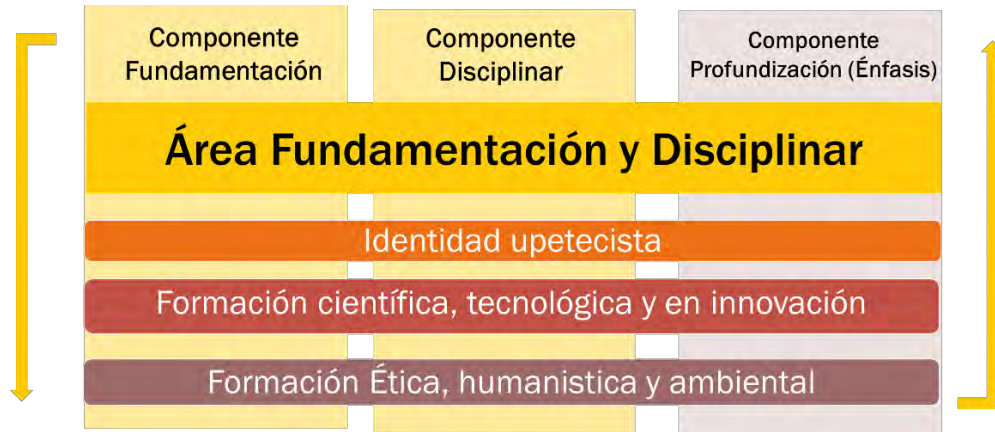 Componente
Fundamentación
Componente
Disciplinar
Componente
Profundización (Énfasis)
Área Fundamentación y Disciplinar
Identidad upetecista
Formación científica, tecnológica y en innovación
Formación Ética, humanistica y ambiental